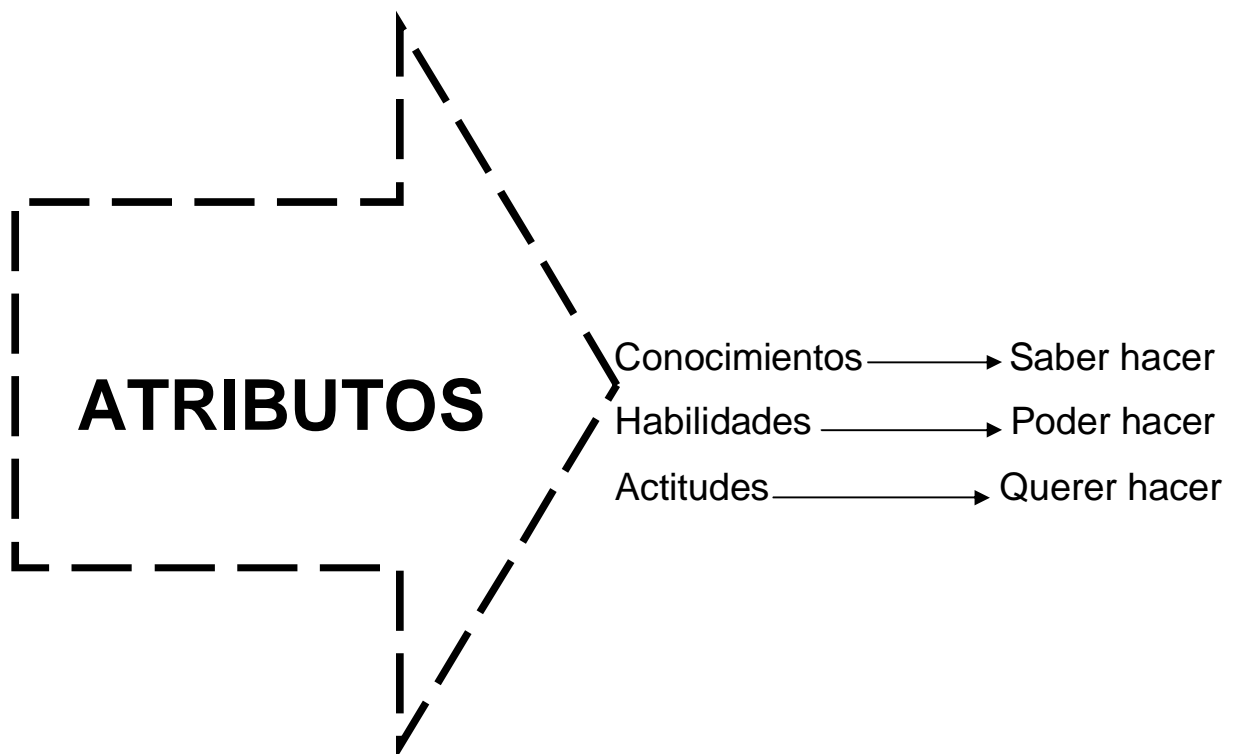 ATRIBUTOS
Conocimientos Saber hacer
Habilidades Poder hacer
Actitudes Querer hacer